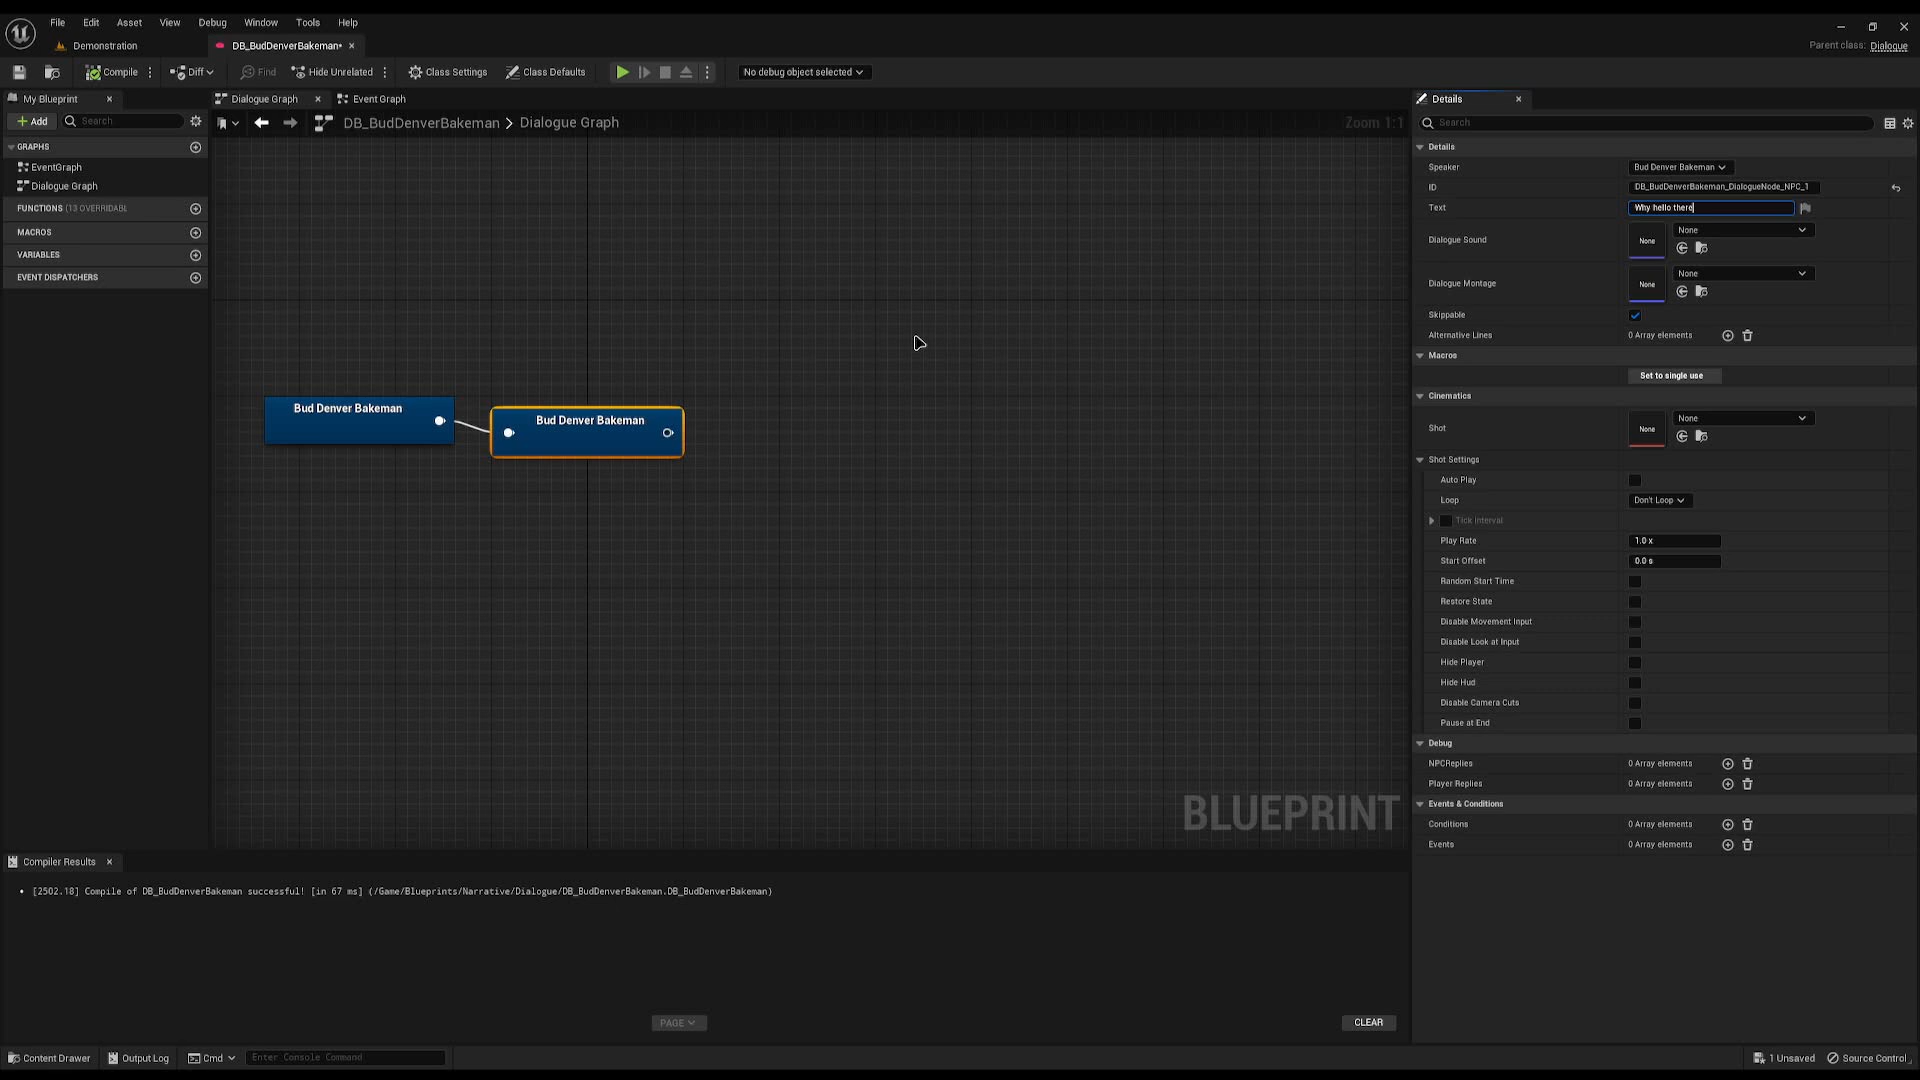 File Edit Asset View Debug Window Tools Help
Demonstration
DB_BudDenverBakeman*
Parent class: Dialogue
Compile
Diff
Find
Hide Unrelated
Class Settings
Class Defaults
No debug object selected
My Blueprint
Add
Search
GRAPHS
EventGraph
Dialogue Graph
FUNCTIONS (13 OVERRIDABL
MACROS
VARIABLES
EVENT DISPATCHERS
Dialogue Graph
Event Graph
DB_BudDenverBakeman > Dialogue Graph
Zoom 1:1
Bud Denver Bakeman
Bud Denver Bakeman
BLUEPRINT
Compiler Results
• [2502.18] Compile of DB_BudDenverBakeman successful! [in 67 ms] (/Game/Blueprints/Narrative/Dialogue/DB_BudDenverBakeman.DB_BudDenverBakeman)
PAGE
CLEAR
Details
Search
Details
Speaker Bud Denver Bakeman
ID DB_BudDenverBakeman_DialogueNode_NPC_1
Text Why hello there
Dialogue Sound None None
Dialogue Montage None None
Skippable
Alternative Lines 0 Array elements
Macros
Set to single use
Cinematics
Shot None None
Shot Settings
Auto Play
Loop Don't Loop
Tick Interval
Play Rate 1.0 x
Start Offset 0.0 s
Random Start Time
Restore State
Disable Movement Input
Disable Look at Input
Hide Player
Hide Hud
Disable Camera Cuts
Pause at End
Debug
NPCReplies 0 Array elements
Player Replies 0 Array elements
Events & Conditions
Conditions 0 Array elements
Events 0 Array elements
Content Drawer
Output Log
Cmd
Enter Console Command
1 Unsaved
Source Control